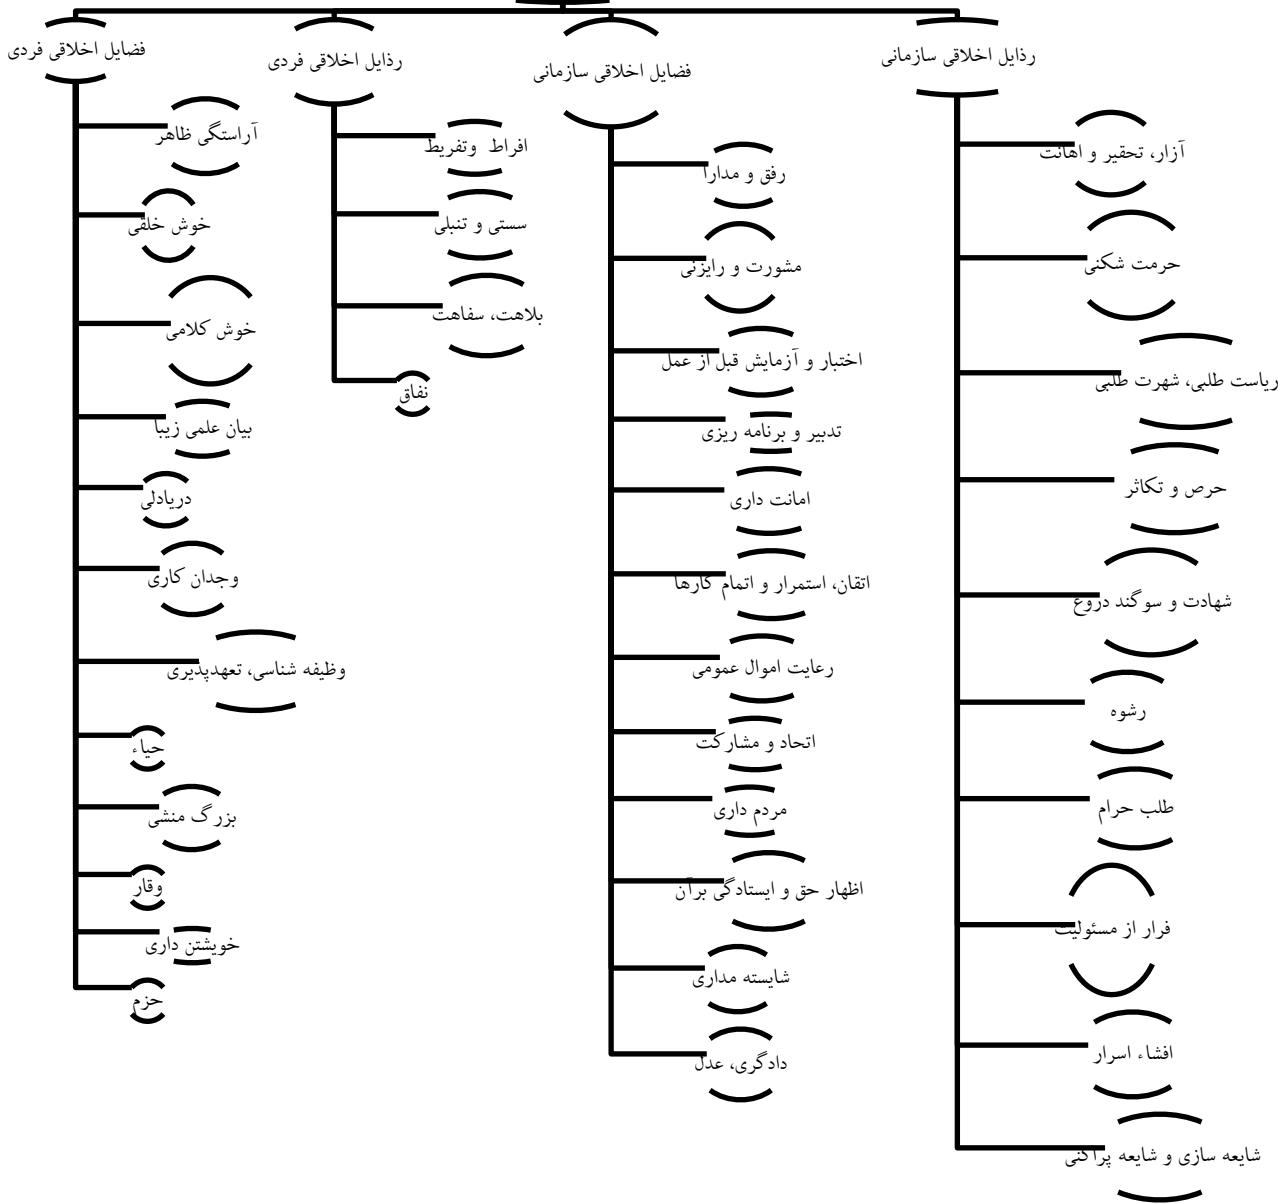 رذایل اخلاقی سازمانی
آزار، تحقیر و اهانت
حرمت شکنی
ریاست طلبی، شهرت طلبی
حرص و تکاثر
شهادت و سوگند دروغ
رشوه
طلب حرام
فرار از مسئولیت
افشاء اسرار
شایعه سازی و شایعه پراکنی
فضایل اخلاقی سازمانی
رفق و مدارا
مشورت و رایزنی
اختبار و آزمایش قبل از عمل
تدبیر و برنامه ریزی
امانت داری
اتقان، استمرار و اتمام کارها
رعایت اموال عمومی
اتحاد و مشارکت
مردم داری
اظهار حق و ایستادگی برآن
شایسته مداری
دادگری، عدل
رذایل اخلاقی فردی
افراط وتفریط
سستی و تنبلی
بلاهت، سفاهت
نفاق
فضایل اخلاقی فردی
آراستگی ظاهر
خوش خلقی
خوش کلامی
بیان علمی زیبا
دریادلی
وجدان کاری
وظیفه شناسی، تعهدپذیری
حیاء
بزرگ منشی
وقار
خویشتن داری
حزم